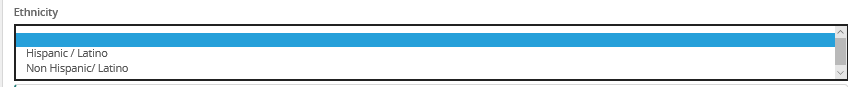 Ethnicity
Hispanic / Latino
Non Hispanic/ Latino